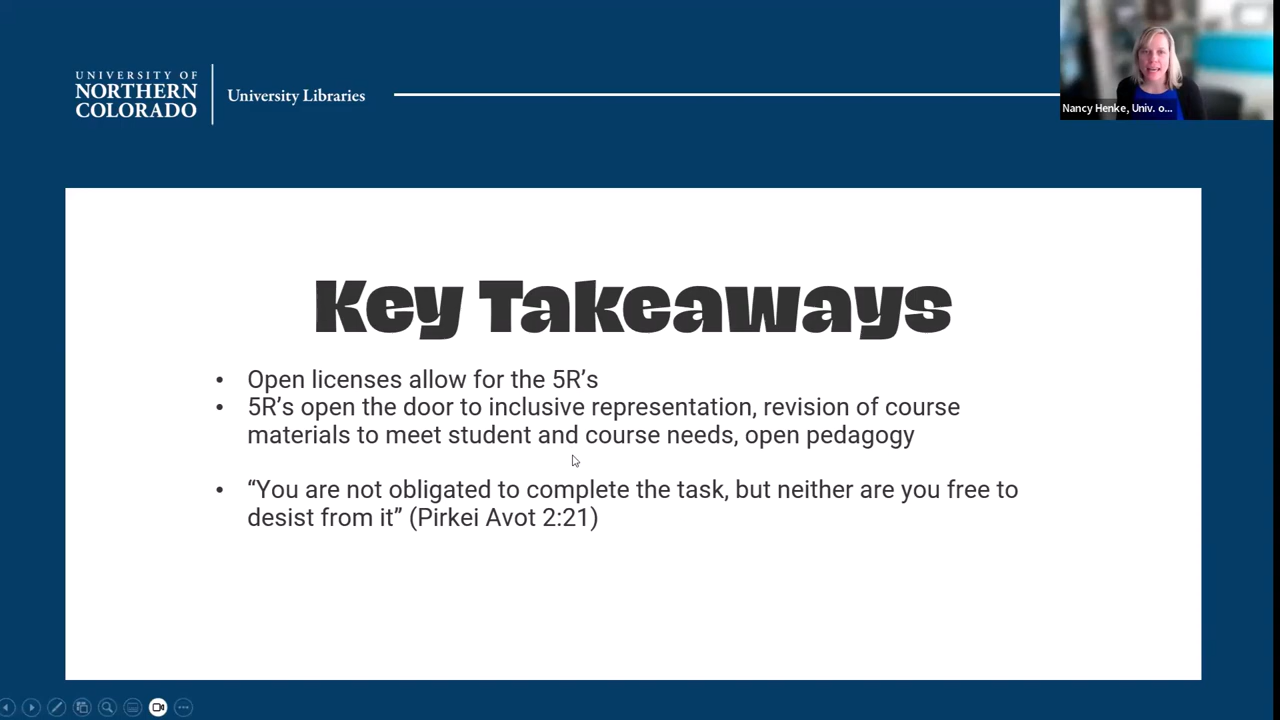 UNIVERSITY OF
NORTHERN
COLORADO
University Libraries
Nancy Henke, Univ. o...
Key Takeaways
• Open licenses allow for the 5R’s
• 5R’s open the door to inclusive representation, revision of course
materials to meet student and course needs, open pedagogy
• “You are not obligated to complete the task, but neither are you free to
desist from it” (Pirkei Avot 2:21)